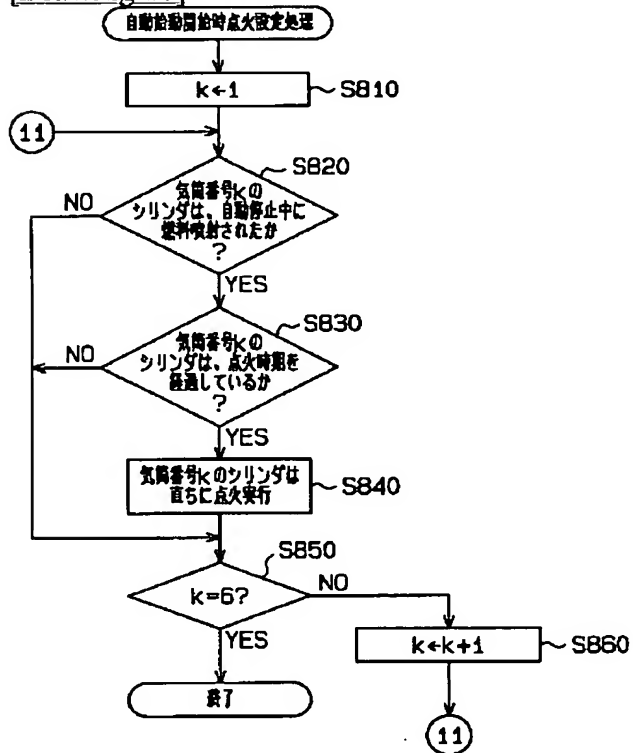 自動始動開始時点火設定処理
k←1
S810
11
S820
気筒番号kの
シリンダは、自動停止中に
燃料噴射されたか
?
NO
YES
S830
気筒番号kの
シリンダは、点火時期を
経過しているか
?
NO
YES
気筒番号kのシリンダは
直ちに点火実行
S840
S850
k=6?
NO
YES
k←k+1
S860
終了
11